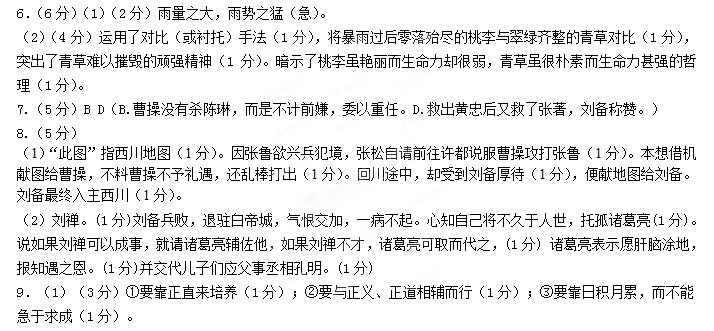 6．(6分)(1)(2分）雨量之大，雨势之猛（急）。
（2）(4分）运用了对比（或衬托）手法（1分），将暴雨过后零落殆尽的桃李与翠绿齐整的青草对比（1分），
突出了青草难以摧毁的顽强精神（1分）。暗示了桃李虽艳丽而生命力却很弱，青草虽很朴素而生命力甚强的哲
理（1分）。
7．(5分）B D（B.曹操没有杀陈琳，而是不计前嫌，委以重任。D.救出黄忠后又救了张著，刘备称赞。）
8．(5分）
（1）“此图”指西川地图（1分）。因张鲁欲兴兵犯境，张松自请前往许都说服曹操攻打张鲁（1分）。本想借机
献图给曹操，不料曹操不予礼遇，还乱棒打出（1分）。回川途中，却受到刘备厚待（1分），便献地图给刘备。
刘备最终入主西川（1分）。
（2）刘禅。(1分)刘备兵败，退驻白帝城，气恨交加，一病不起。心知自己将不久于人世，托孤诸葛亮(1分)。
说如果刘禅可以成事，就请诸葛亮辅佐他，如果刘禅不才，诸葛亮可取而代之，(1分) 诸葛亮表示愿肝脑涂地，
报知遇之恩。(1分)并交代儿子们应父事丞相孔明。(1分)
9．(1)（3分）①要靠正直来培养（1分）；②要与正义、正道相辅而行（1分）；③要靠日积月累，而不能
急于求成（1分）。